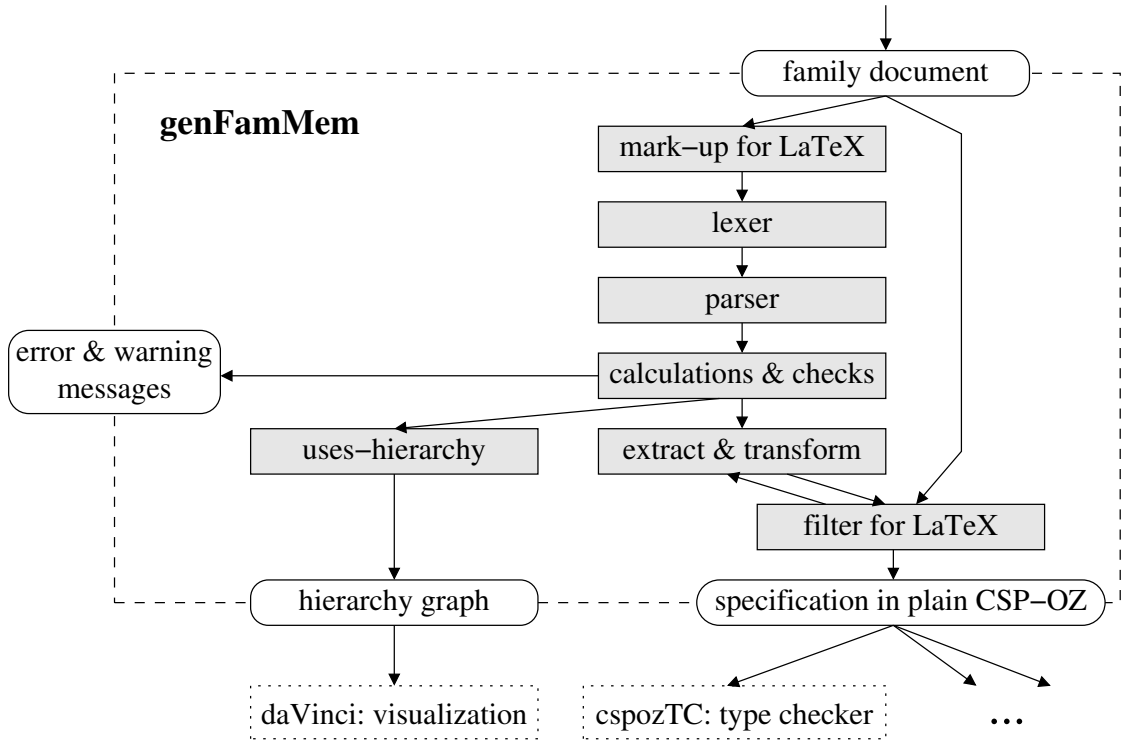 family document
genFamMem
mark−up for LaTeX
lexer
parser
error & warning
messages
calculations & checks
uses−hierarchy
extract & transform
filter for LaTeX
hierarchy graph
specification in plain CSP−OZ
daVinci: visualization
cspozTC: type checker
...